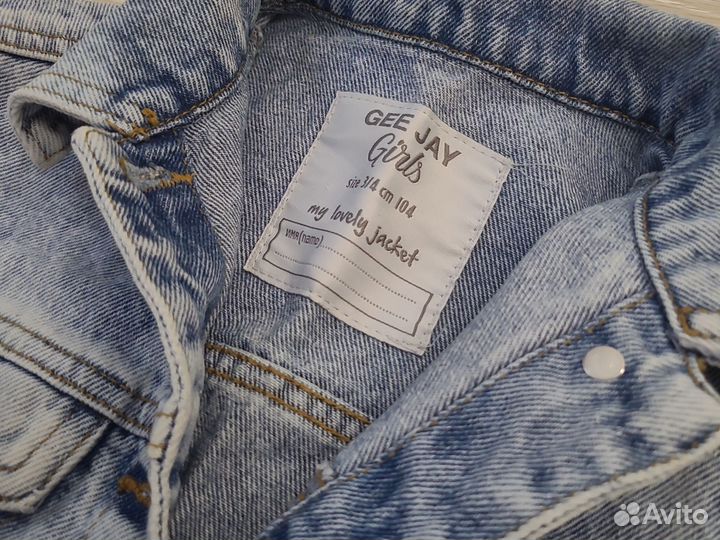 GEE JAY
Girls
size 3/4 cm 104
my lovely jacket
ИМЯ(name)
Avito